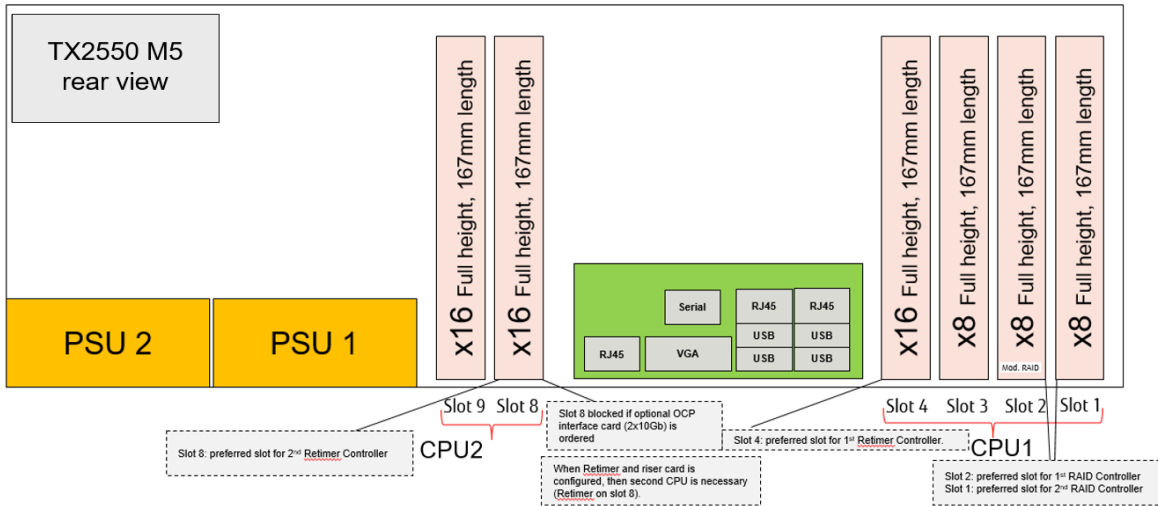 TX2550 M5
rear view
x16 Full height, 167mm length
x16 Full height, 167mm length
x16 Full height, 167mm length
x8 Full height, 167mm length
x8 Full height, 167mm length
Mod. RAID
x8 Full height, 167mm length
PSU 2
PSU 1
Serial
RJ45
RJ45
USB
USB
RJ45
VGA
USB
USB
Slot 9
Slot 8
Slot 4
Slot 3
Slot 2
Slot 1
CPU2
CPU1
Slot 8: preferred slot for 2nd Retimer Controller
Slot 8 blocked if optional OCP
interface card (2x10Gb) is
ordered
When Retimer and riser card is
configured, then second CPU is necessary
(Retimer on slot 8).
Slot 4: preferred slot for 1st Retimer Controller.
Slot 2: preferred slot for 1st RAID Controller
Slot 1: preferred slot for 2nd RAID Controller